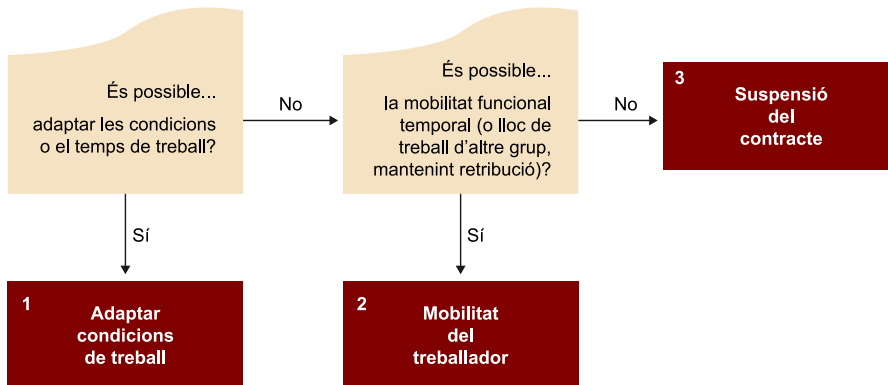 És possible...
adaptar les condicions
o el temps de treball?
No
És possible...
la mobilitat funcional
temporal (o lloc de
treball d'altre grup,
mantenint retribució)?
No
3
Suspensió
del
contracte
Sí
Sí
1
Adaptar
condicions
de treball
2
Mobilitat
del
treballador